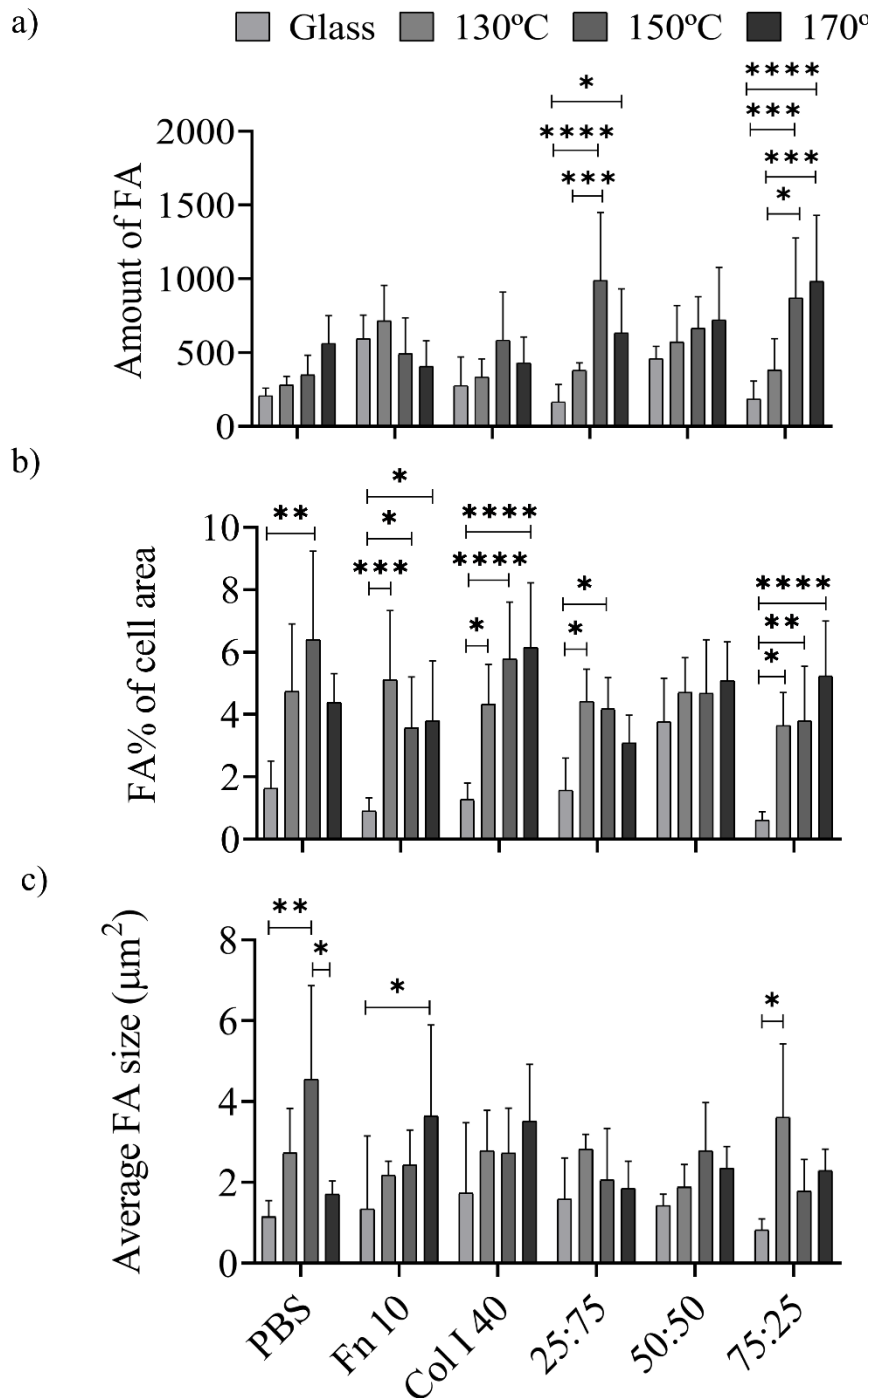 a)
Glass 130ºC 150ºC 170º
* ****
**** ***
*** ***
*
2000
1500
1000
500
0
Amount of FA
b)
*
** * ****
*** **** * ****
* * **
*
10
8
6
4
2
0
FA% of cell area
c)
**
*
* *
8
6
4
2
0
Average FA size (µm²)
PBS Fn 10 Col I 40 25:75 50:50 75:25